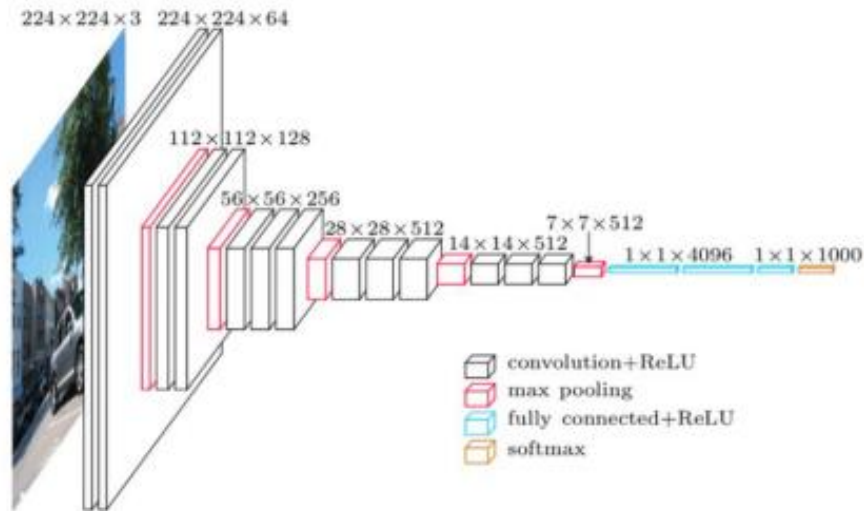 224×224×3
224×224×64
112×112×128
56×56×256
28×28×512
14×14×512
7×7×512
1×1×4096
1×1×1000
convolution+ReLU
max pooling
fully connected+ReLU
softmax